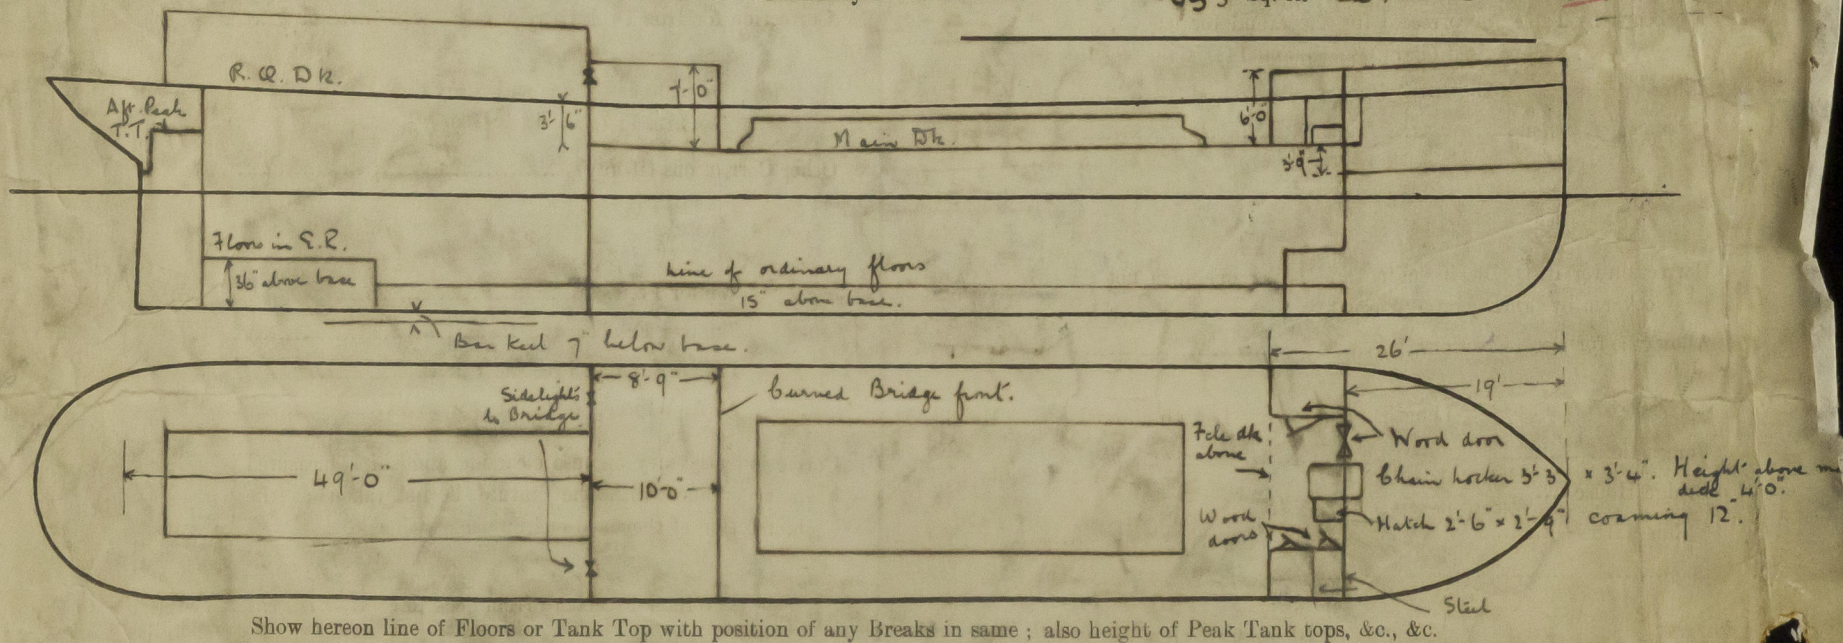 R. Q. Dk.
Aft. Peak
T.T.
3'-6"
7'-0"
Main Dk.
6'-0"
3'-9"
Floors in E.R.
36" above base
Line of ordinary floors
15" above base.
Bar Keel 7" below base.
26'
19'
8'-9"
Curved Bridge front.
Sidelights
to Bridge
49'-0"
10'-0"
Fcle dk
above
Wood door
Chain Locker 3'-3" × 3'-4". Height above
deck 4'-0".
Hatch 2'-6" × 2'-9" coaming 12".
Wood
doors
Steel
Show hereon line of Floors or Tank Top with position of any Breaks in same ; also height of Peak Tank tops, &c., &c.